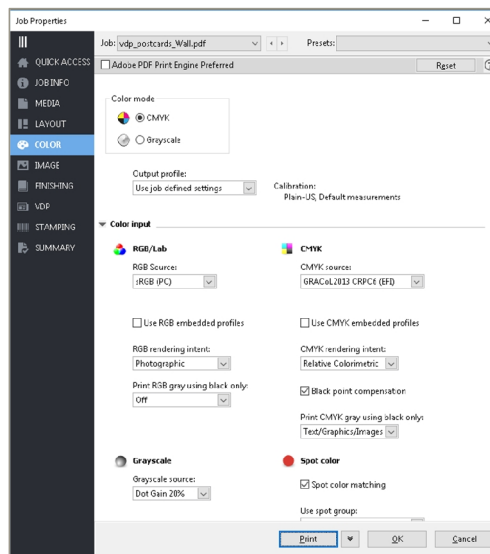 Job Properties
Job: vdp_postcards_Wall.pdf
Presets:
QUICK ACCESS
JOB INFO
MEDIA
LAYOUT
COLOR
IMAGE
FINISHING
VDP
STAMPING
SUMMARY
Adobe PDF Print Engine Preferred
Reset
Color mode
CMYK
Grayscale
Output profile:
Use job defined settings
Calibration:
Plain-US, Default measurements
Color input
RGB/Lab
RGB Source:
sRGB (PC)
Use RGB embedded profiles
RGB rendering intent:
Photographic
Print RGB gray using black only:
Off
CMYK
CMYK source:
GRACoL2013 CRPC6 (EFI)
Use CMYK embedded profiles
CMYK rendering intent:
Relative Colorimetric
Black point compensation
Print CMYK gray using black only:
Text/Graphics/Images
Grayscale
Grayscale source:
Dot Gain 20%
Spot color
Spot color matching
Use spot group:
Print
OK
Cancel